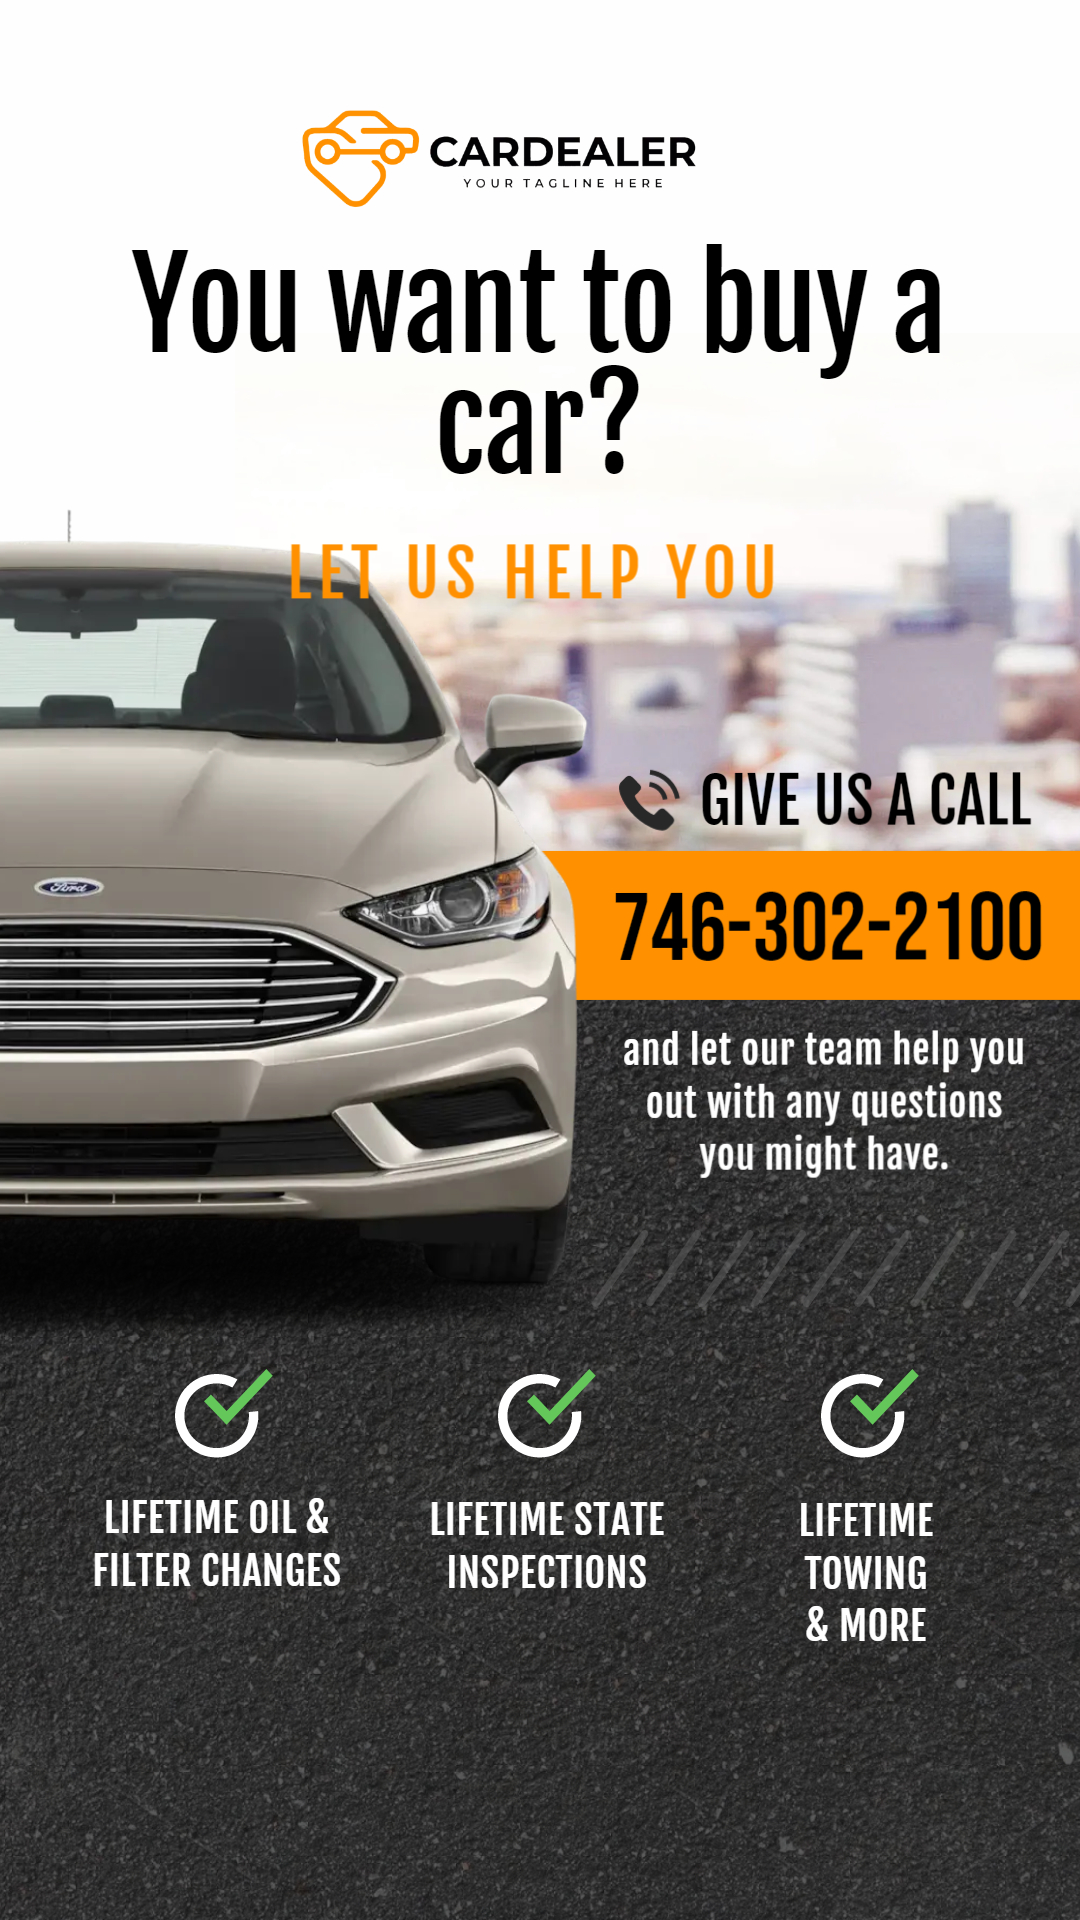 CARDEALER
YOUR TAGLINE HERE
You want to buy a
car?
LET US HELP YOU
GIVE US A CALL
Ford
746-302-2100
and let our team help you
out with any questions
you might have.
LIFETIME OIL &
FILTER CHANGES
LIFETIME STATE
INSPECTIONS
LIFETIME
TOWING
& MORE